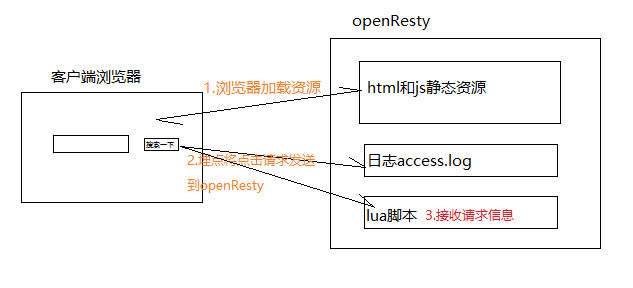 openResty
客户端浏览器
1.浏览器加载资源
html和js静态资源
搜索一下
2.埋点将点击请求发送
到openResty
日志access.log
lua脚本 3.接收请求信息